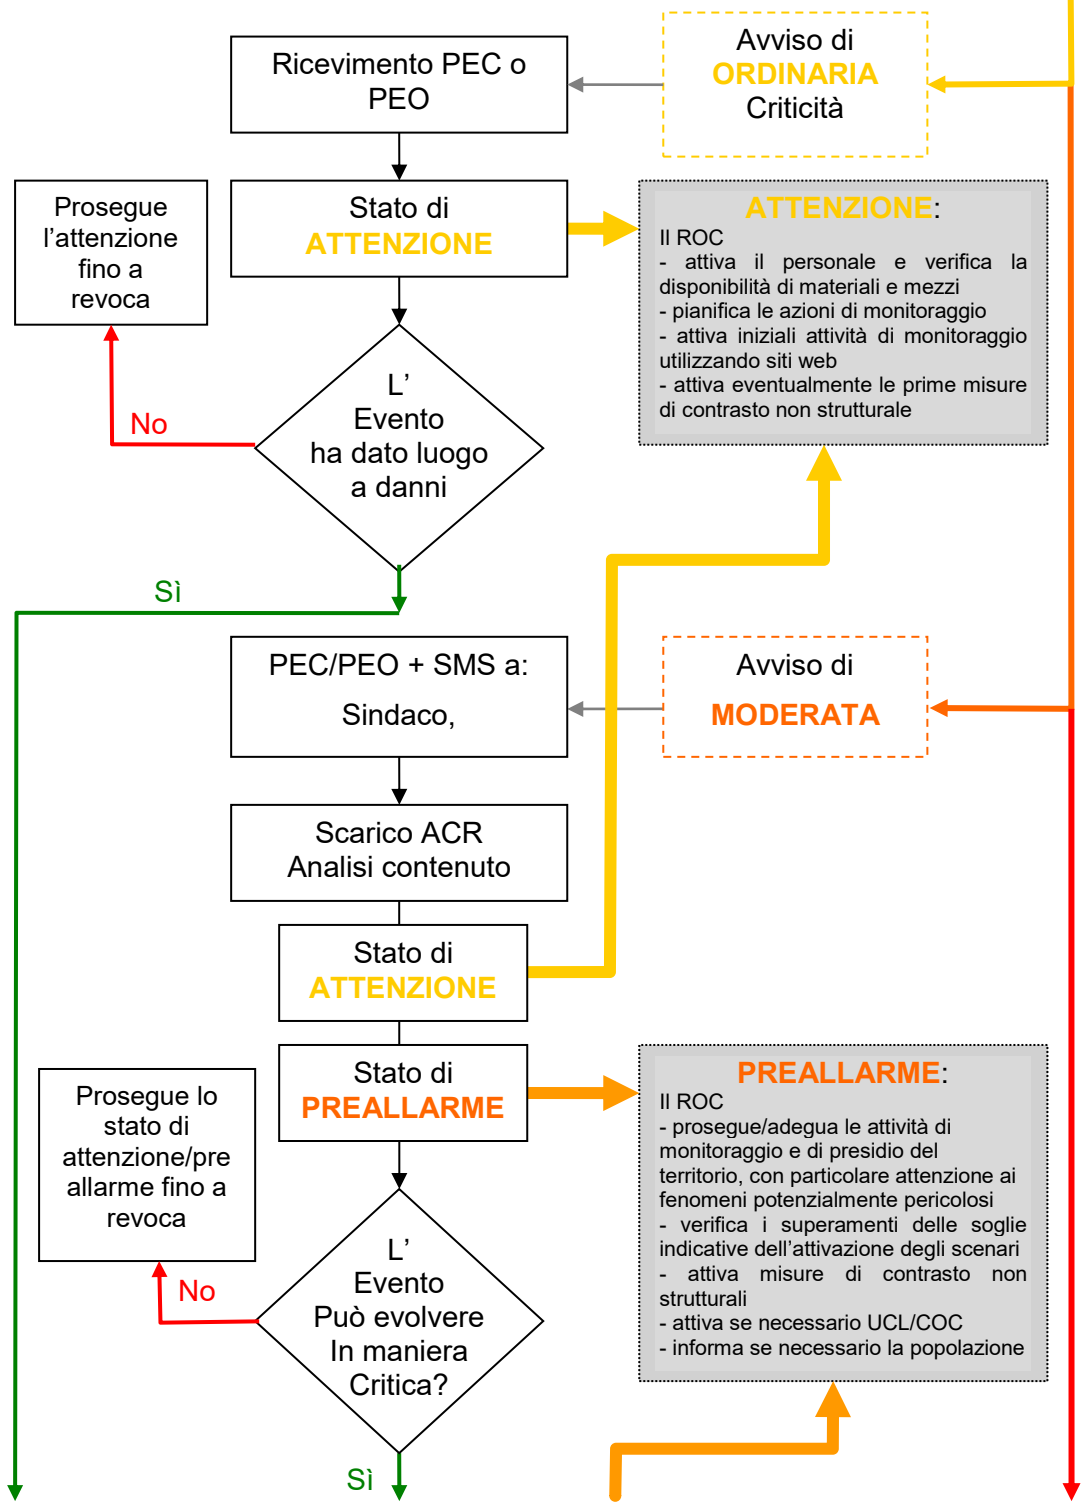 Ricevimento PEC o
PEO
Avviso di
ORDINARIA
Criticità
Prosegue
l'attenzione
fino a
revoca
Stato di
ATTENZIONE
ATTENZIONE:
Il ROC
- attiva il personale e verifica la
disponibilità di materiali e mezzi
- pianifica le azioni di monitoraggio
- attiva iniziali attività di monitoraggio
utilizzando siti web
- attiva eventualmente le prime misure
di contrasto non strutturale
L'
Evento
ha dato luogo
a danni
No
Sì
PEC/PEO + SMS a:
Sindaco,
Avviso di
MODERATA
Scarico ACR
Analisi contenuto
Stato di
ATTENZIONE
Stato di
PREALLARME
Prosegue lo
stato di
attenzione/pre
allarme fino a
revoca
PREALLARME:
Il ROC
- prosegue/adegua le attività di
monitoraggio e di presidio del
territorio, con particolare attenzione ai
fenomeni potenzialmente pericolosi
- verifica i superamenti delle soglie
indicative dell'attivazione degli scenari
- attiva misure di contrasto non
strutturali
- attiva se necessario UCL/COC
- informa se necessario la popolazione
L'
Evento
Può evolvere
In maniera
Critica?
No
Sì